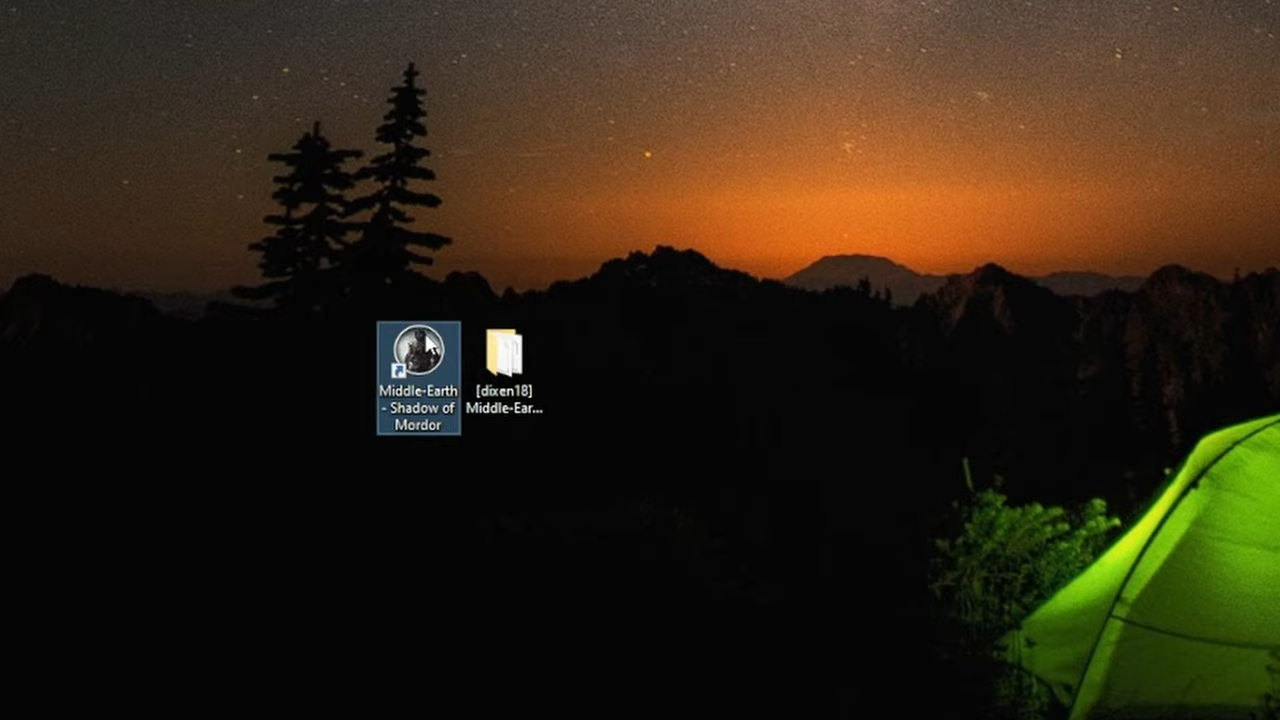 Middle-Earth
- Shadow of
Mordor
[dixen18]
Middle-Ear...